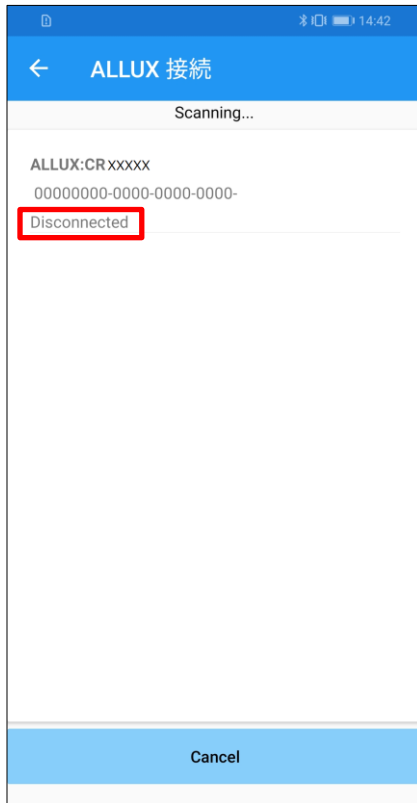 14:42
ALLUX 接続
Scanning...
ALLUX:CR XXXXX
00000000-0000-0000-0000-
Disconnected
Cancel